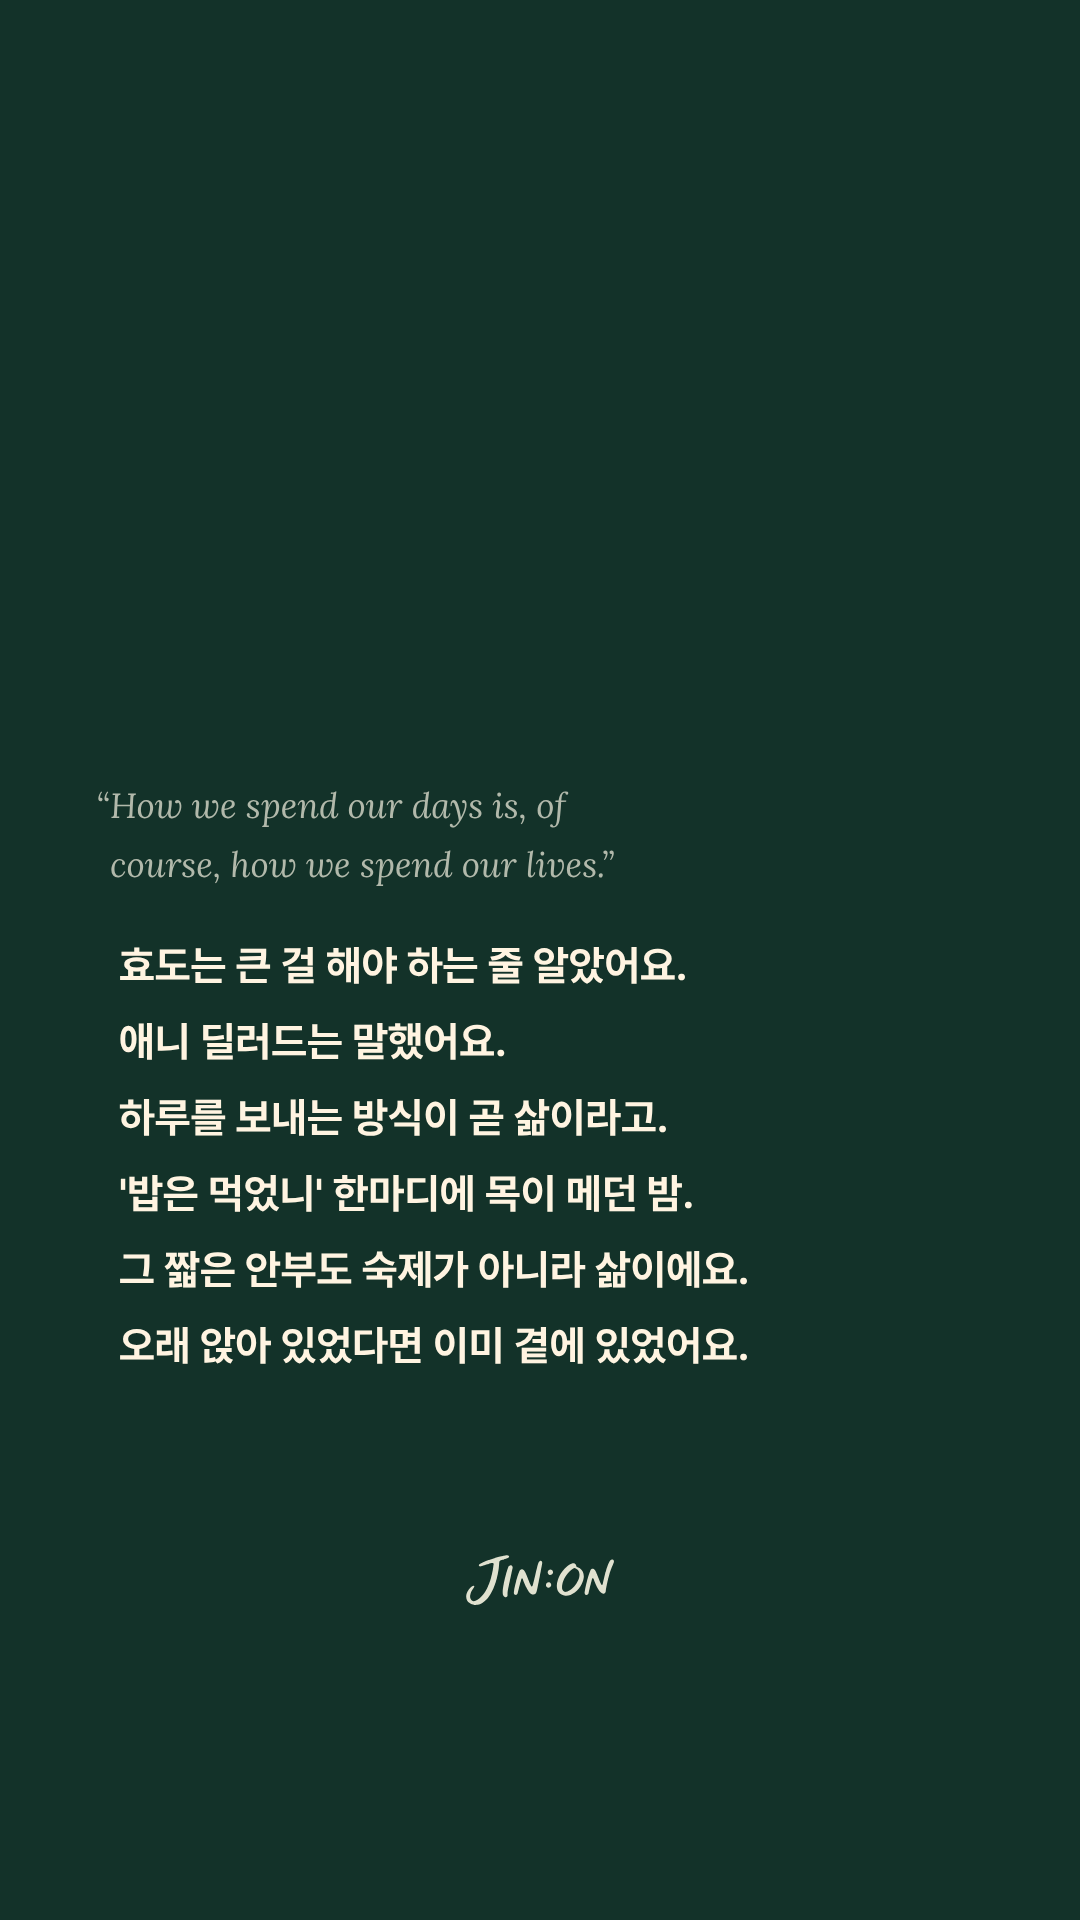 “How we spend our days is, of
course, how we spend our lives.”
효도는 큰 걸 해야 하는 줄 알았어요.
애니 딜러드는 말했어요.
하루를 보내는 방식이 곧 삶이라고.
'밥은 먹었니' 한마디에 목이 메던 밤.
그 짧은 안부도 숙제가 아니라 삶이에요.
오래 앉아 있었다면 이미 곁에 있었어요.
JIN:ON